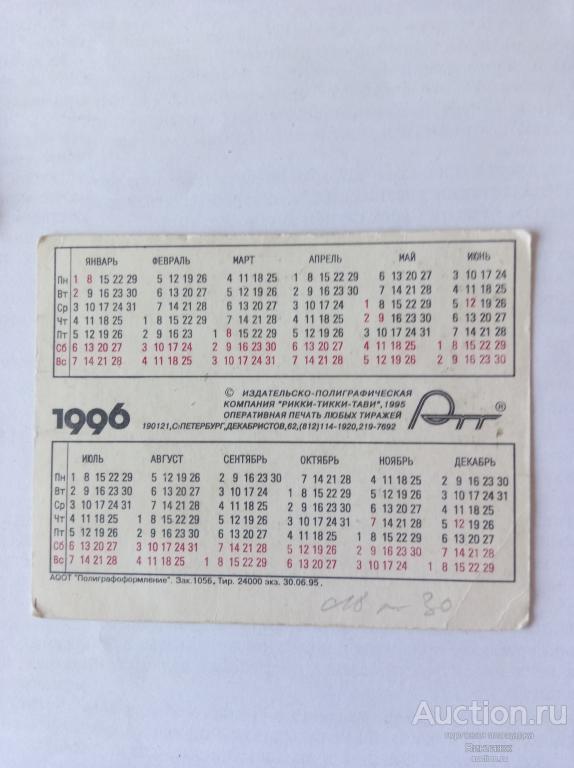 ЯНВАРЬ ФЕВРАЛЬ МАРТ АПРЕЛЬ МАЙ ИЮНЬ
Пн 1 8 15 22 29 5 12 19 26 4 11 18 25 1 8 15 22 29 6 13 20 27 3 10 17 24
Вт 2 9 16 23 30 6 13 20 27 5 12 19 26 2 9 16 23 30 7 14 21 28 4 11 18 25
Ср 3 10 17 24 31 7 14 21 28 6 13 20 27 3 10 17 24 1 8 15 22 29 5 12 19 26
Чт 4 11 18 25 1 8 15 22 29 7 14 21 28 4 11 18 25 2 9 16 23 30 6 13 20 27
Пт 5 12 19 26 2 9 16 23 1 8 15 22 29 5 12 19 26 3 10 17 24 31 7 14 21 28
Сб 6 13 20 27 3 10 17 24 2 9 16 23 30 6 13 20 27 4 11 18 25 1 8 15 22 29
Вс 7 14 21 28 4 11 18 25 3 10 17 24 31 7 14 21 28 5 12 19 26 2 9 16 23 30
1996
© ИЗДАТЕЛЬСКО-ПОЛИГРАФИЧЕСКАЯ
КОМПАНИЯ "РИККИ-ТИККИ-ТАВИ", 1995
ОПЕРАТИВНАЯ ПЕЧАТЬ ЛЮБЫХ ТИРАЖЕЙ
190121,С-ПЕТЕРБУРГ,ДЕКАБРИСТОВ,62,(812)114-1920,219-7692
РТТ ®
ИЮЛЬ АВГУСТ СЕНТЯБРЬ ОКТЯБРЬ НОЯБРЬ ДЕКАБРЬ
Пн 1 8 15 22 29 5 12 19 26 2 9 16 23 30 7 14 21 28 4 11 18 25 2 9 16 23 30
Вт 2 9 16 23 30 6 13 20 27 3 10 17 24 1 8 15 22 29 5 12 19 26 3 10 17 24 31
Ср 3 10 17 24 31 7 14 21 28 4 11 18 25 2 9 16 23 30 6 13 20 27 4 11 18 25
Чт 4 11 18 25 1 8 15 22 29 5 12 19 26 3 10 17 24 31 7 14 21 28 5 12 19 26
Пт 5 12 19 26 2 9 16 23 30 6 13 20 27 4 11 18 25 1 8 15 22 29 6 13 20 27
Сб 6 13 20 27 3 10 17 24 31 7 14 21 28 5 12 19 26 2 9 16 23 30 7 14 21 28
Вс 7 14 21 28 4 11 18 25 1 8 15 22 29 6 13 20 27 3 10 17 24 1 8 15 22 29
АООТ "Полиграфоформление". Зак.1056, Тир. 24000 экз. 30.06.95.
30
Аукцион.ru
торговая площадка
auction.ru